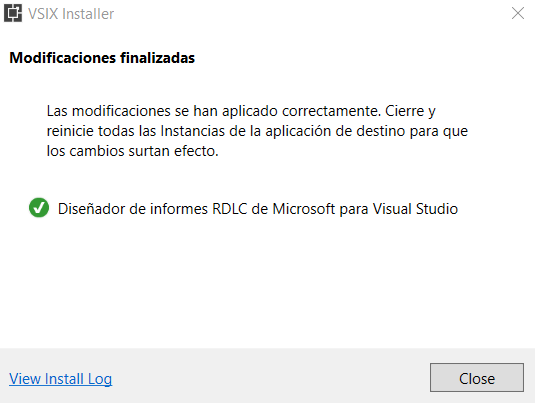 VSIX Installer
Modificaciones finalizadas
Las modificaciones se han aplicado correctamente. Cierre y
reinicie todas las Instancias de la aplicación de destino para que
los cambios surtan efecto.
Diseñador de informes RDLC de Microsoft para Visual Studio
View Install Log
Close